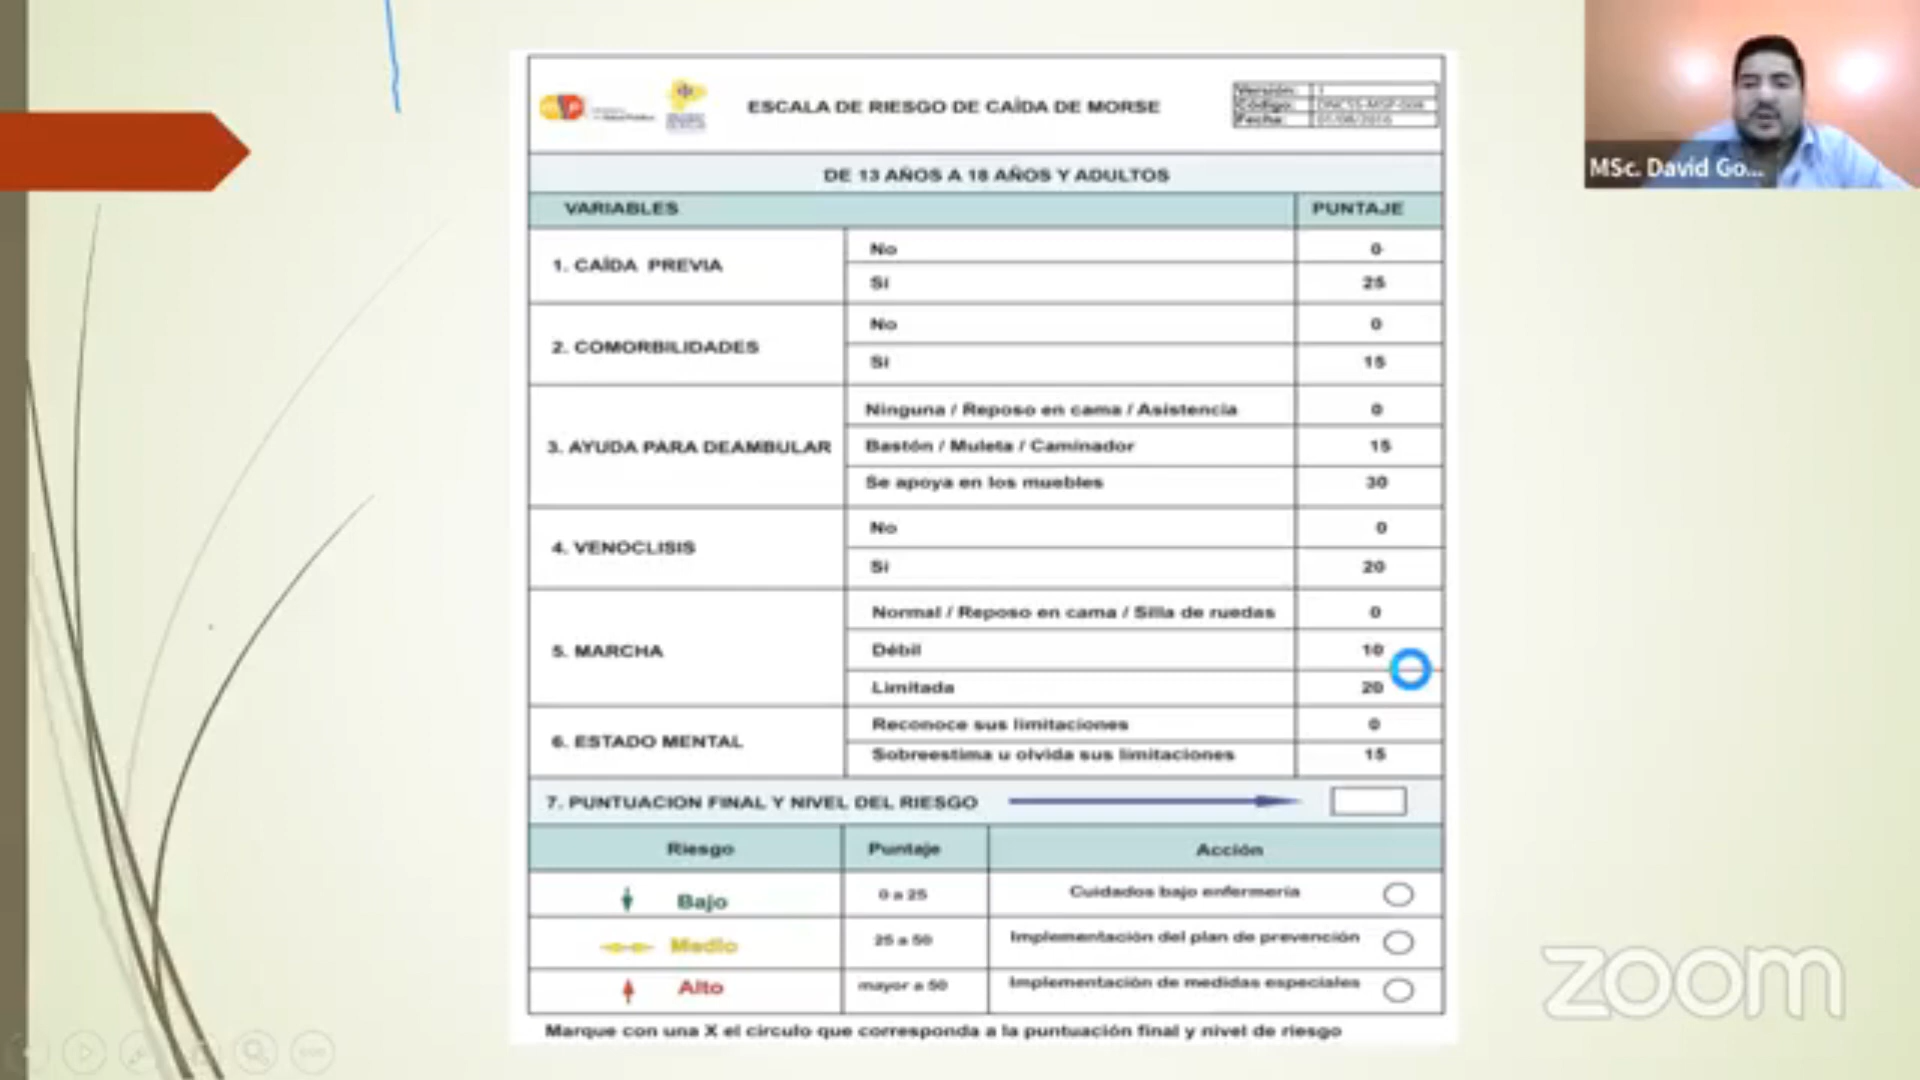 ESCALA DE RIESGO DE CAÍDA DE MORSE
Versión: 1
Código:
Fecha:
MSc. David Go...
DE 13 AÑOS A 18 AÑOS Y ADULTOS
VARIABLES PUNTAJE
1. CAÍDA PREVIA
No 0
Si 25
2. COMORBILIDADES
No 0
Si 15
3. AYUDA PARA DEAMBULAR
Ninguna / Reposo en cama / Asistencia 0
Bastón / Muleta / Caminador 15
Se apoya en los muebles 30
4. VENOCLISIS
No 0
Si 20
5. MARCHA
Normal / Reposo en cama / Silla de ruedas 0
Débil 10
Limitada 20
6. ESTADO MENTAL
Reconoce sus limitaciones 0
Sobreestima u olvida sus limitaciones 15
7. PUNTUACION FINAL Y NIVEL DEL RIESGO
Riesgo Puntaje Acción
Bajo 0 a 25 Cuidados bajo enfermería
Medio 25 a 50 Implementación del plan de prevención
Alto mayor a 50 Implementación de medidas especiales
Marque con una X el circulo que corresponda a la puntuación final y nivel de riesgo
zoom